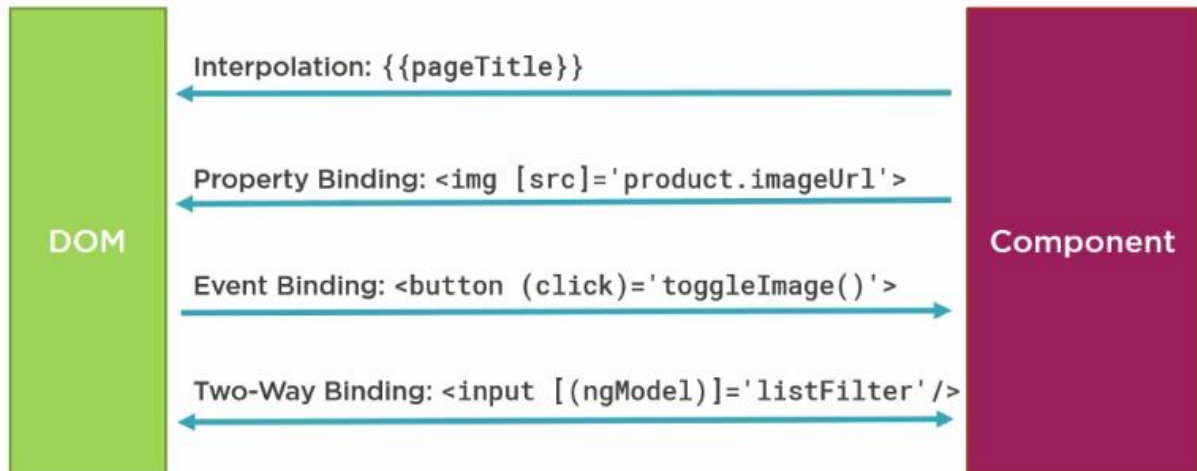 Interpolation: {{pageTitle}}
Property Binding: <img [src]='product.imageUrl'>
DOM
Component
Event Binding: <button (click)='toggleImage()'>
Two-Way Binding: <input [(ngModel)]='listFilter'/>